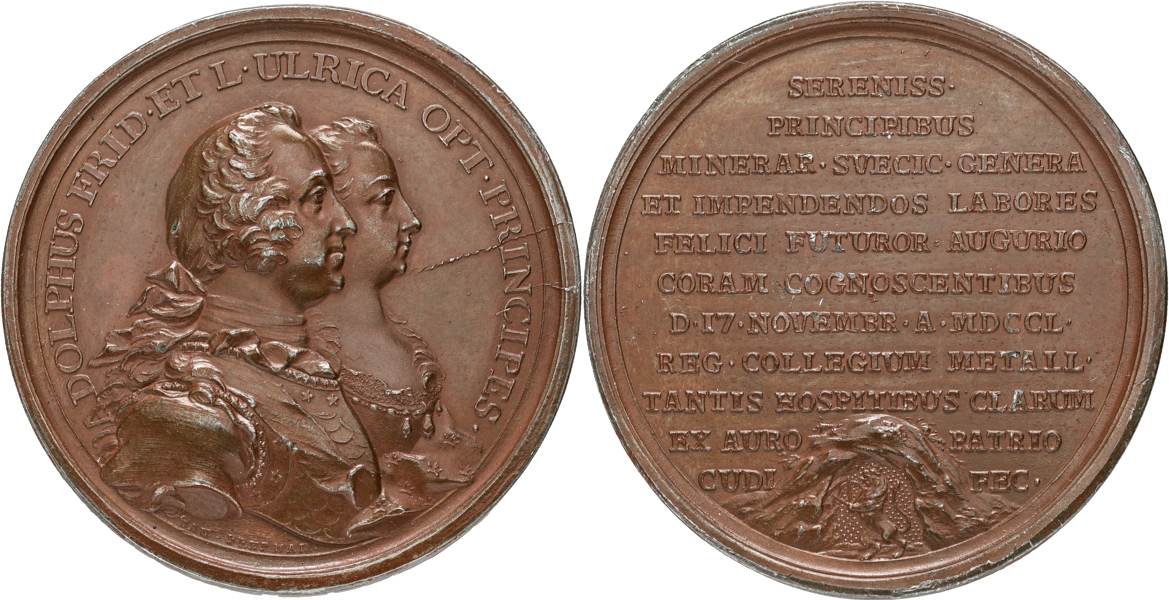 ADOLPHUS FRID·ET L·ULRICA OPT·PRINCIPES·
SERENISS·
PRINCIPIBUS
MINERAR·SVECIC·GENERA
ET IMPENDENDOS LABORES
FELICI FUTUROR·AUGURIO
CORAM COGNOSCENTIBUS
D·17·NOVEMBR·A·MDCCL·
REG·COLLEGIUM METALL·
TANTIS HOSPITIBUS CLARUM
EX AURO PATRIO
CUDI FEC·